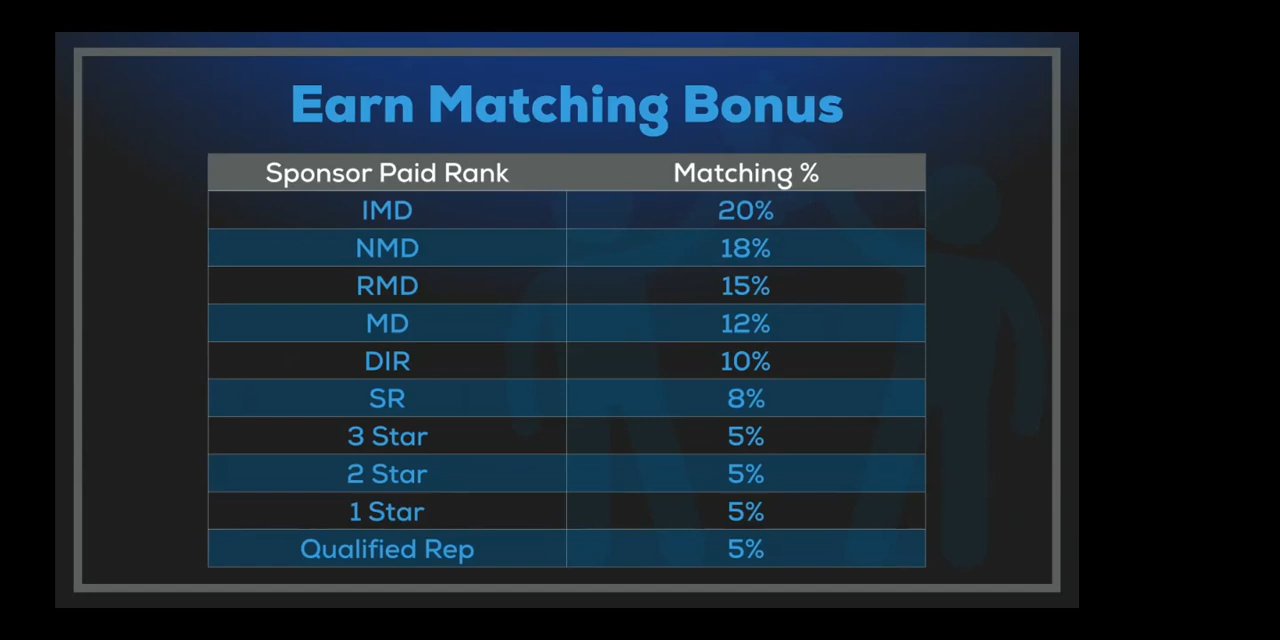 Earn Matching Bonus
Sponsor Paid Rank Matching %
IMD 20%
NMD 18%
RMD 15%
MD 12%
DIR 10%
SR 8%
3 Star 5%
2 Star 5%
1 Star 5%
Qualified Rep 5%